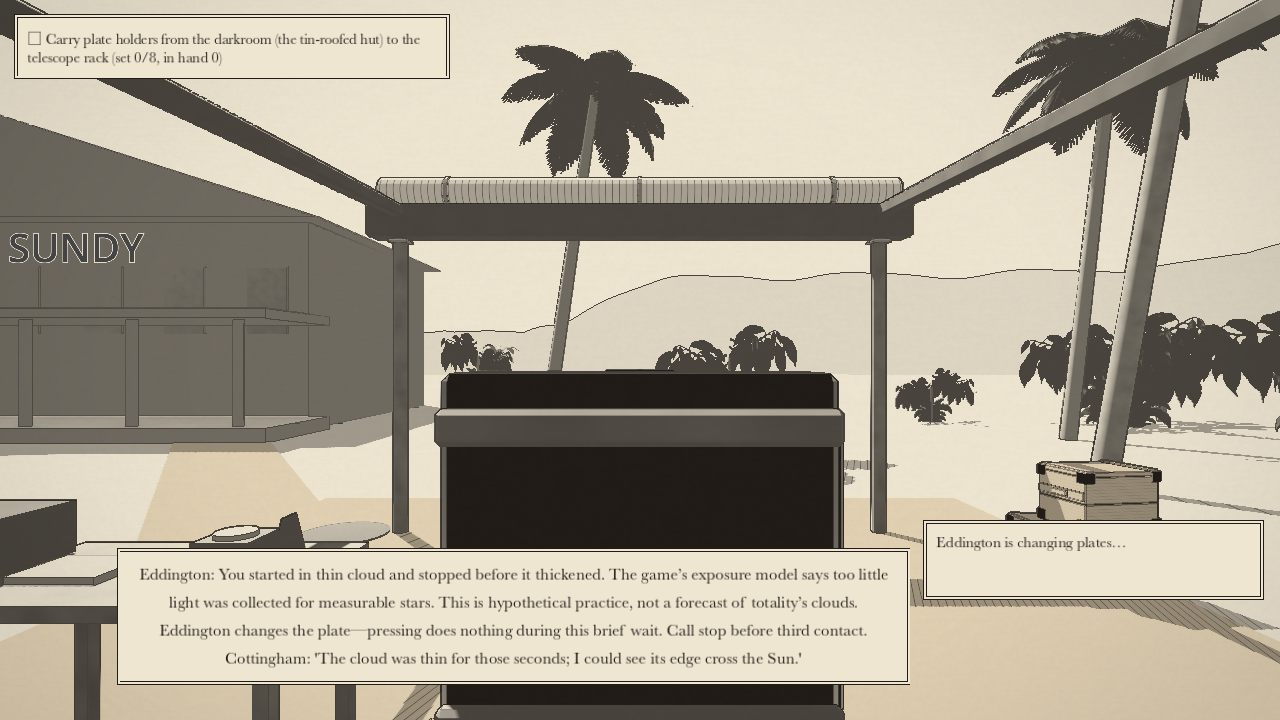 ☐ Carry plate holders from the darkroom (the tin-roofed hut) to the
telescope rack (set 0/8, in hand 0)
SUNDY
Eddington is changing plates…
Eddington: You started in thin cloud and stopped before it thickened. The game’s exposure model says too little
light was collected for measurable stars. This is hypothetical practice, not a forecast of totality’s clouds.
Eddington changes the plate—pressing does nothing during this brief wait. Call stop before third contact.
Cottingham: 'The cloud was thin for those seconds; I could see its edge cross the Sun.'